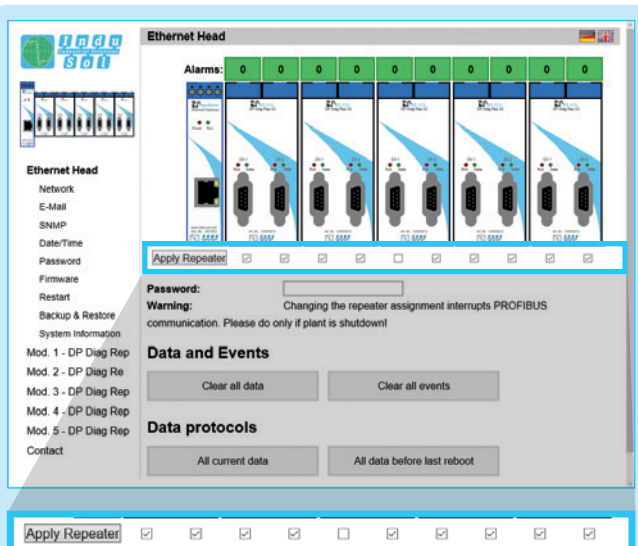 Indu
Sol
Ethernet Head
Alarms: 0 0 0 0 0 0 0 0 0
Ethernet Head
Network
E-Mail
SNMP
Date/Time
Password
Firmware
Restart
Backup & Restore
System Information
Mod. 1 - DP Diag Rep
Mod. 2 - DP Diag Re
Mod. 3 - DP Diag Rep
Mod. 4 - DP Diag Rep
Mod. 5 - DP Diag Rep
Contact
Apply Repeater
Password:
Warning: Changing the repeater assignment interrupts PROFIBUS
communication. Please do only if plant is shutdown!
Data and Events
Clear all data Clear all events
Data protocols
All current data All data before last reboot
Apply Repeater